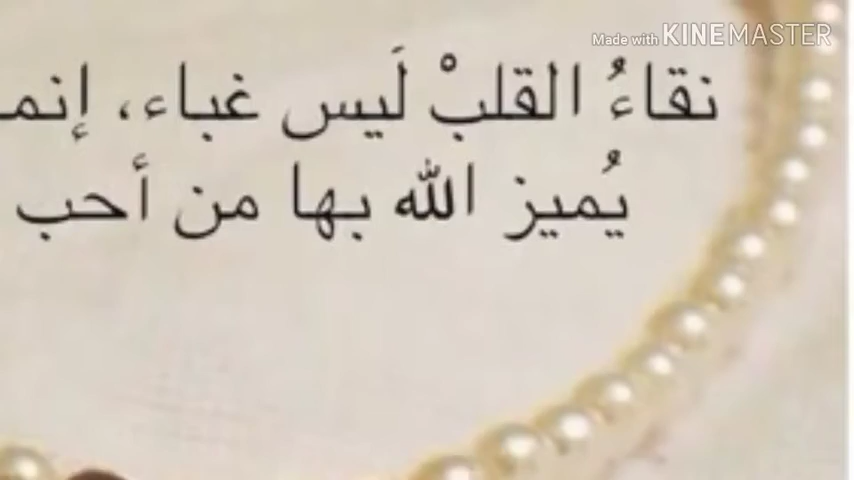 Made with KINEMASTER
نقاءُ القلبْ لَيس غباء، إنم
يُميز الله بها من أحب